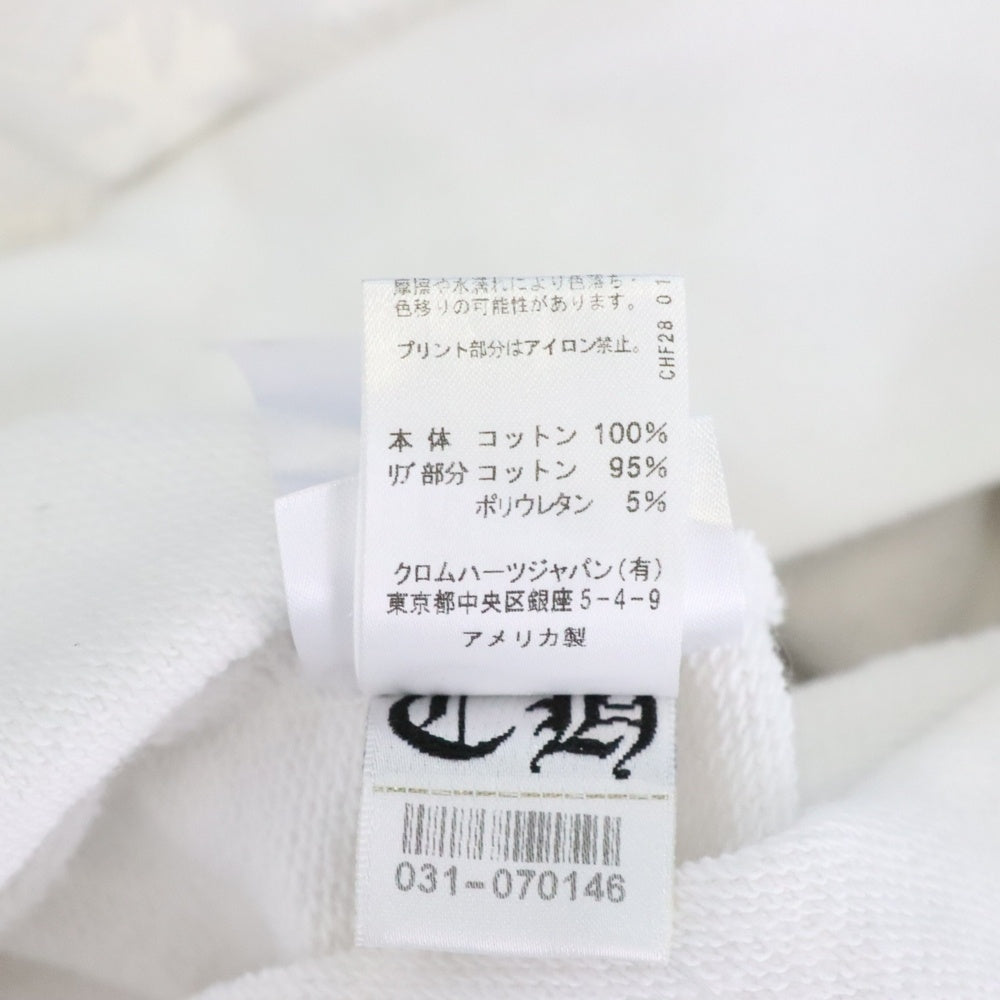 摩擦や水濡れにより色落ち・
色移りの可能性があります。
プリント部分はアイロン禁止。
CHF28 01
本体 コットン 100%
リブ部分 コットン 95%
ポリウレタン 5%
クロムハーツジャパン(有)
東京都中央区銀座5-4-9
アメリカ製
CH
031-070146